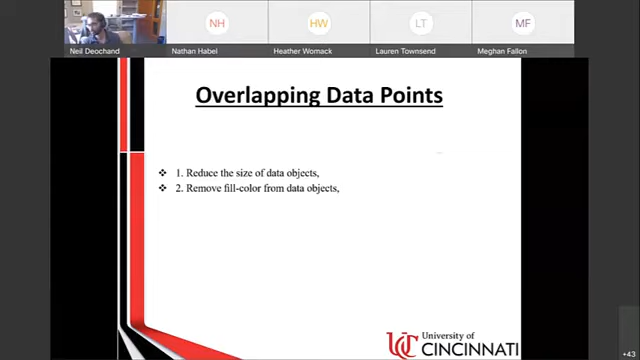 NH
HW
LT
MF
Neil Deochand
Nathan Habel
Heather Womack
Lauren Townsend
Meghan Fallon
Overlapping Data Points
❖ 1. Reduce the size of data objects,
❖ 2. Remove fill-color from data objects,
UC
University of
CINCINNATI
+43